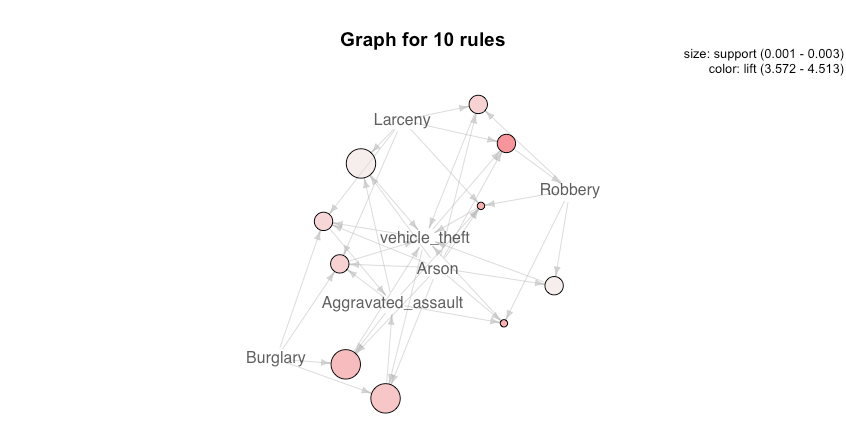 Graph for 10 rules
size: support (0.001 - 0.003)
color: lift (3.572 - 4.513)
Larceny
Robbery
vehicle_theft
Arson
Aggravated_assault
Burglary